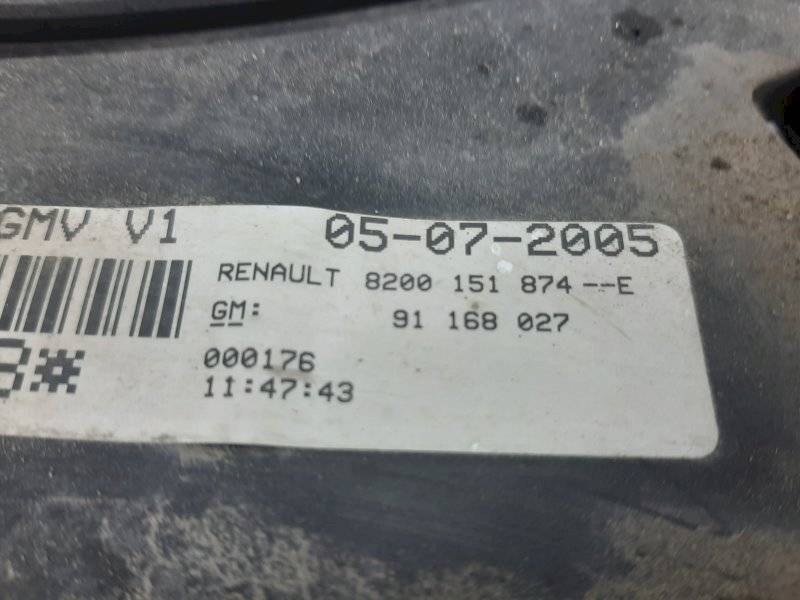 GMV V1 05-07-2005
RENAULT 8200 151 874--E
GM: 91 168 027
000176
11:47:43